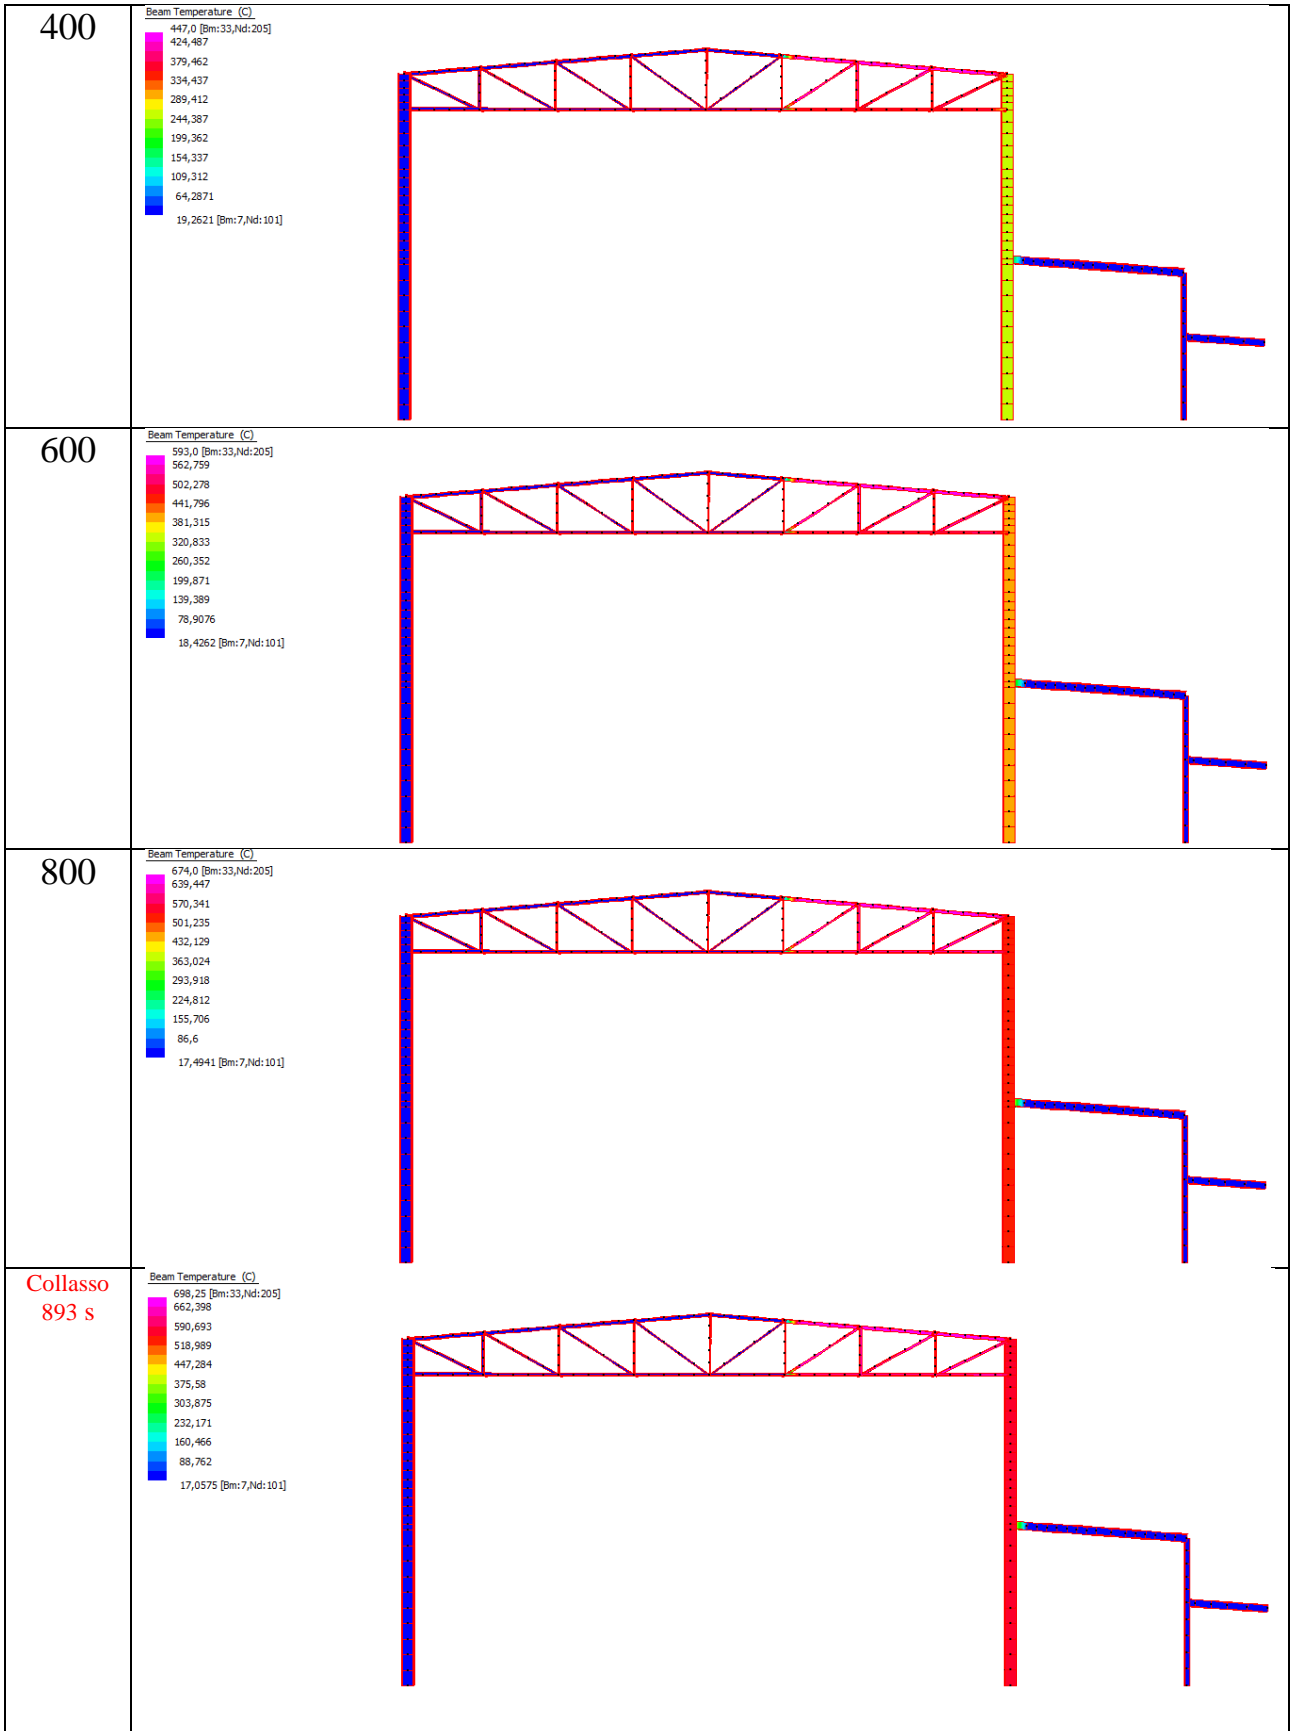 400
Beam Temperature (C)
447,0 [Bm:33,Nd:205]
424,487
379,462
334,437
289,412
244,387
199,362
154,337
109,312
64,2871
19,2621 [Bm:7,Nd:101]
600
Beam Temperature (C)
593,0 [Bm:33,Nd:205]
562,759
502,278
441,796
381,315
320,833
260,352
199,871
139,389
78,9076
18,4262 [Bm:7,Nd:101]
800
Beam Temperature (C)
674,0 [Bm:33,Nd:205]
639,447
570,341
501,235
432,129
363,024
293,918
224,812
155,706
86,6
17,4941 [Bm:7,Nd:101]
Collasso
893 s
Beam Temperature (C)
698,25 [Bm:33,Nd:205]
662,398
590,693
518,989
447,284
375,58
303,875
232,171
160,466
88,762
17,0575 [Bm:7,Nd:101]